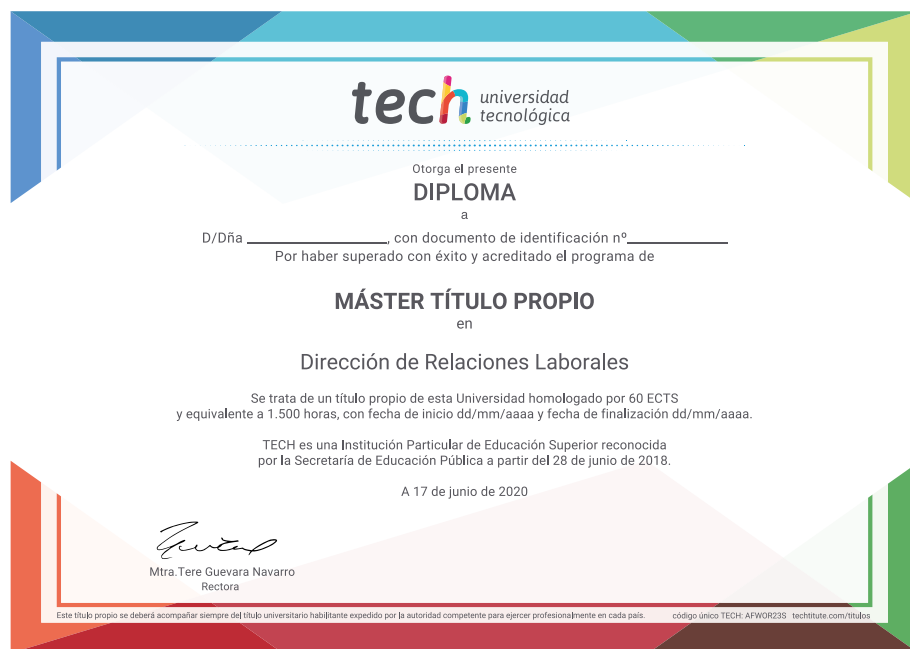 tech universidad
tecnológica
Otorga el presente
DIPLOMA
a
D/Dña ____________________, con documento de identificación nº______________
Por haber superado con éxito y acreditado el programa de
MÁSTER TÍTULO PROPIO
en
Dirección de Relaciones Laborales
Se trata de un título propio de esta Universidad homologado por 60 ECTS
y equivalente a 1.500 horas, con fecha de inicio dd/mm/aaaa y fecha de finalización dd/mm/aaaa.
TECH es una Institución Particular de Educación Superior reconocida
por la Secretaría de Educación Pública a partir del 28 de junio de 2018.
A 17 de junio de 2020
Mtra.Tere Guevara Navarro
Rectora
Este título propio se deberá acompañar siempre del título universitario habilitante expedido por la autoridad competente para ejercer profesionalmente en cada país. código único TECH: AFWOR23S techtitute.com/titulos